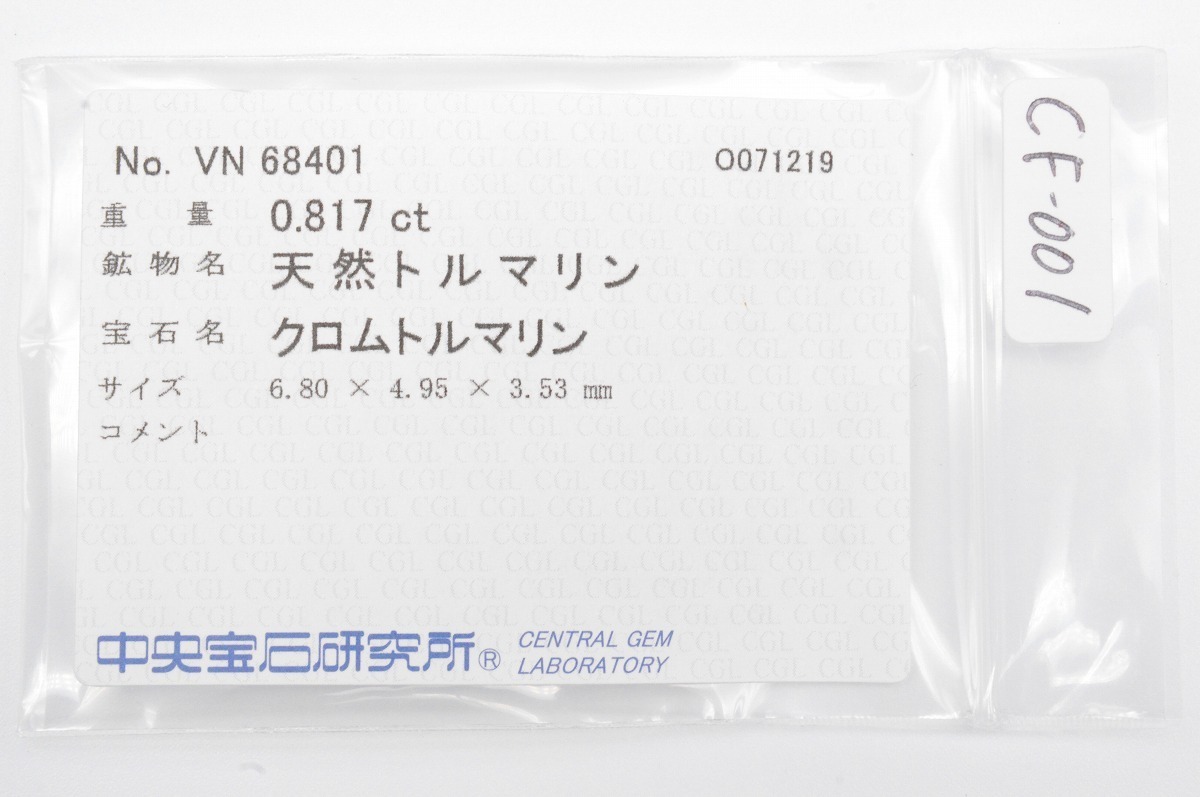 No. VN 68401 O071219
重量 0.817 ct
鉱物名 天然トルマリン
宝石名 クロムトルマリン
サイズ 6.80 × 4.95 × 3.53 mm
コメント
中央宝石研究所® CENTRAL GEM
LABORATORY
CF-001